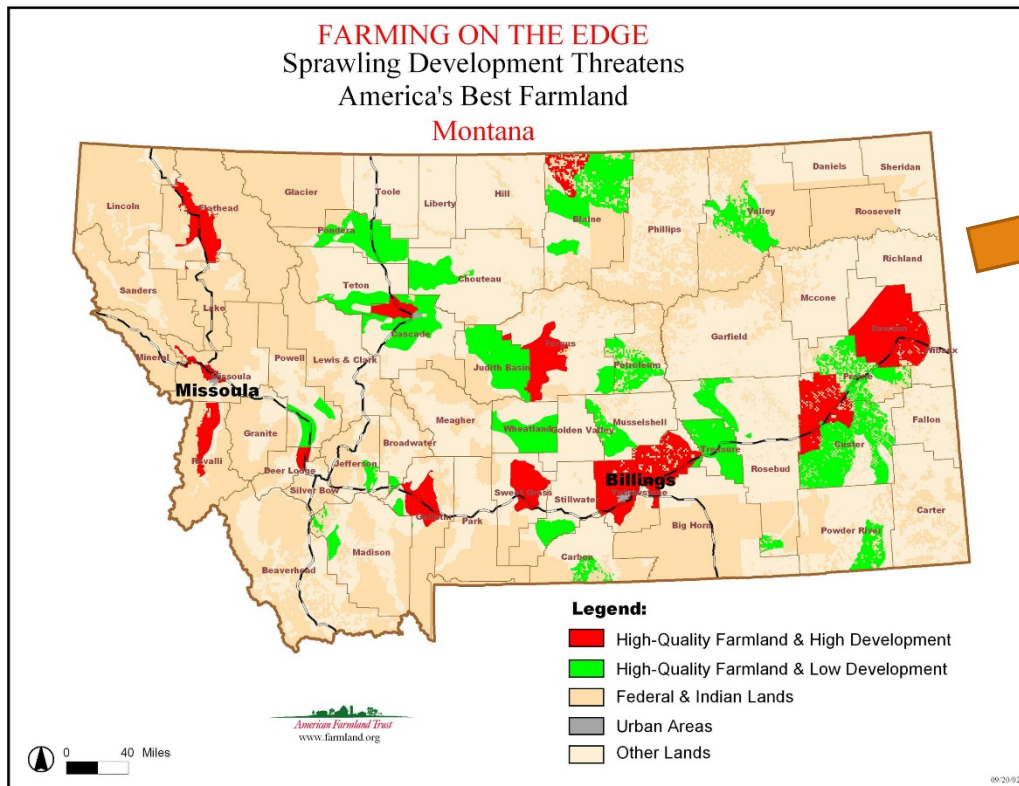 FARMING ON THE EDGE
Sprawling Development Threatens
America's Best Farmland
Montana
Daniels
Sheridan
Glacier
Toole
Liberty
Hill
Lincoln
Flathead
Blaine
Phillips
Valley
Roosevelt
Pondera
Richland
Sanders
Lake
Teton
Chouteau
Mccone
Dawson
Cascade
Garfield
Wibaux
Mineral
Missoula
Missoula
Powell
Lewis & Clark
Judith Basin
Fergus
Petroleum
Prairie
Granite
Ravalli
Meagher
Broadwater
Wheatland
Golden Valley
Musselshell
Treasure
Rosebud
Custer
Fallon
Deer Lodge
Jefferson
Silver Bow
Gallatin
Park
Sweet Grass
Stillwater
Billings
Yellowstone
Big Horn
Powder River
Carter
Madison
Beaverhead
Carbon
Legend:
High-Quality Farmland & High Development
High-Quality Farmland & Low Development
Federal & Indian Lands
Urban Areas
Other Lands
American Farmland Trust
www.farmland.org
0 40 Miles
09/20/02